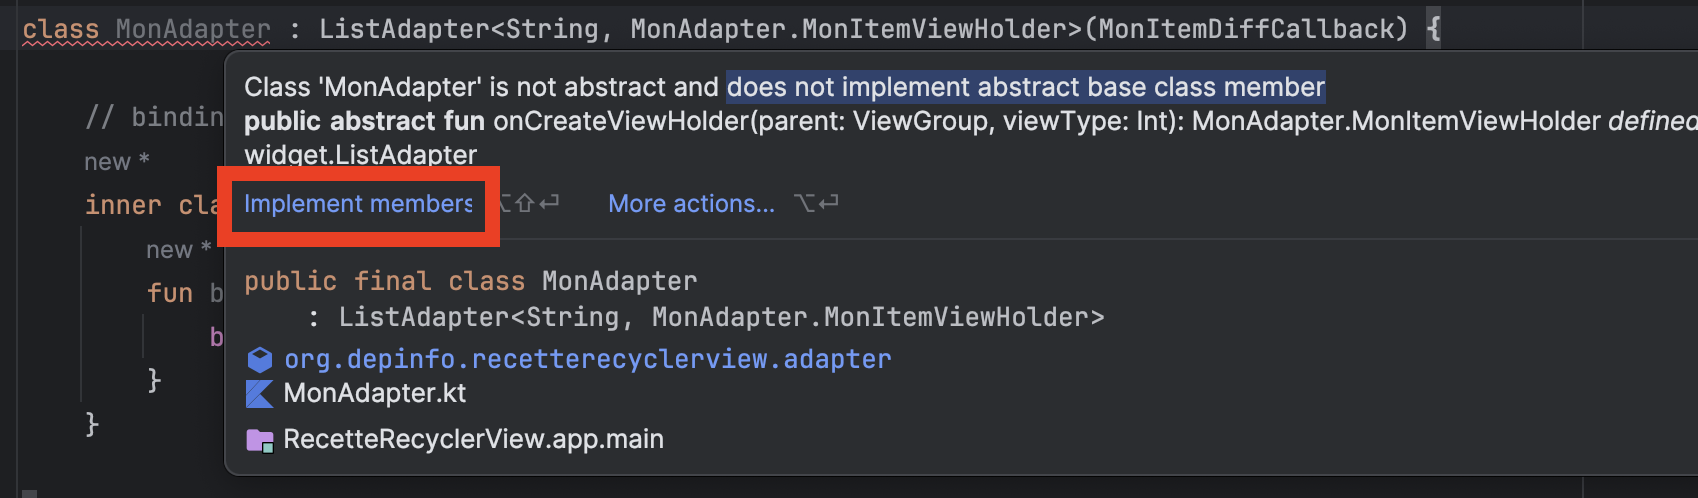 class MonAdapter : ListAdapter<String, MonAdapter.MonItemViewHolder>(MonItemDiffCallback) {
Class 'MonAdapter' is not abstract and does not implement abstract base class member
// bindin
public abstract fun onCreateViewHolder(parent: ViewGroup, viewType: Int): MonAdapter.MonItemViewHolder defined
new *
widget.ListAdapter
inner cla
Implement members ⌥⇧⏎ More actions... ⌥⏎
new *
public final class MonAdapter
fun b
: ListAdapter<String, MonAdapter.MonItemViewHolder>
b
org.depinfo.recetterecyclerview.adapter
}
MonAdapter.kt
}
RecetteRecyclerView.app.main